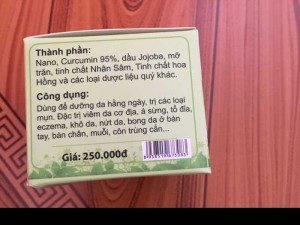 Thành phần:
Nano, Curcumin 95%, dầu Jojoba, mỡ
trăn, tinh chất Nhân Sâm, Tinh chất hoa
Hồng và các loại dược liệu quý khác.
Công dụng:
Dùng để dưỡng da hằng ngày, trị các loại
mụn. Đặc trị viêm da cơ địa, á sừng, tổ đỉa,
eczema, khô da, nứt da, bong da ở bàn
tay, bàn chân, muỗi, côn trùng cắn...
Giá: 250.000đ